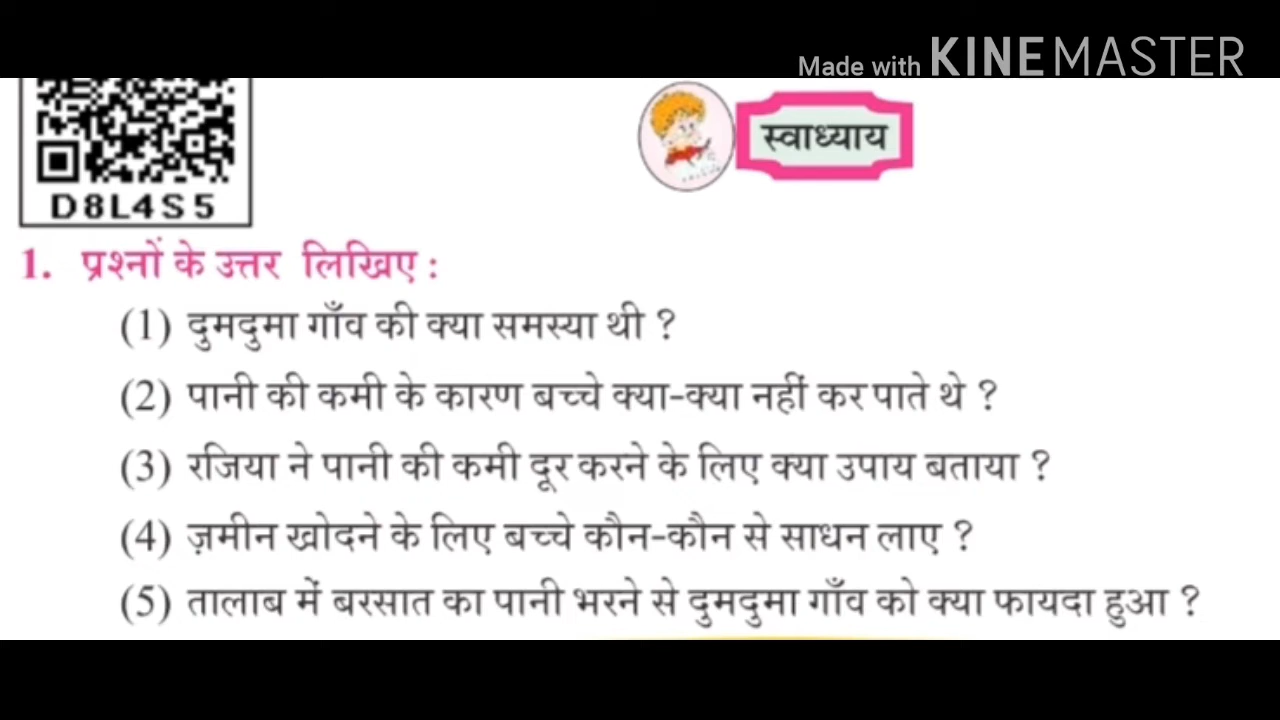 Made with KINEMASTER
स्वाध्याय
D8L4S5
1. प्रश्नों के उत्तर लिखिए :
(1) दुमदुमा गाँव की क्या समस्या थी ?
(2) पानी की कमी के कारण बच्चे क्या-क्या नहीं कर पाते थे ?
(3) रजिया ने पानी की कमी दूर करने के लिए क्या उपाय बताया ?
(4) ज़मीन खोदने के लिए बच्चे कौन-कौन से साधन लाए ?
(5) तालाब में बरसात का पानी भरने से दुमदुमा गाँव को क्या फायदा हुआ ?